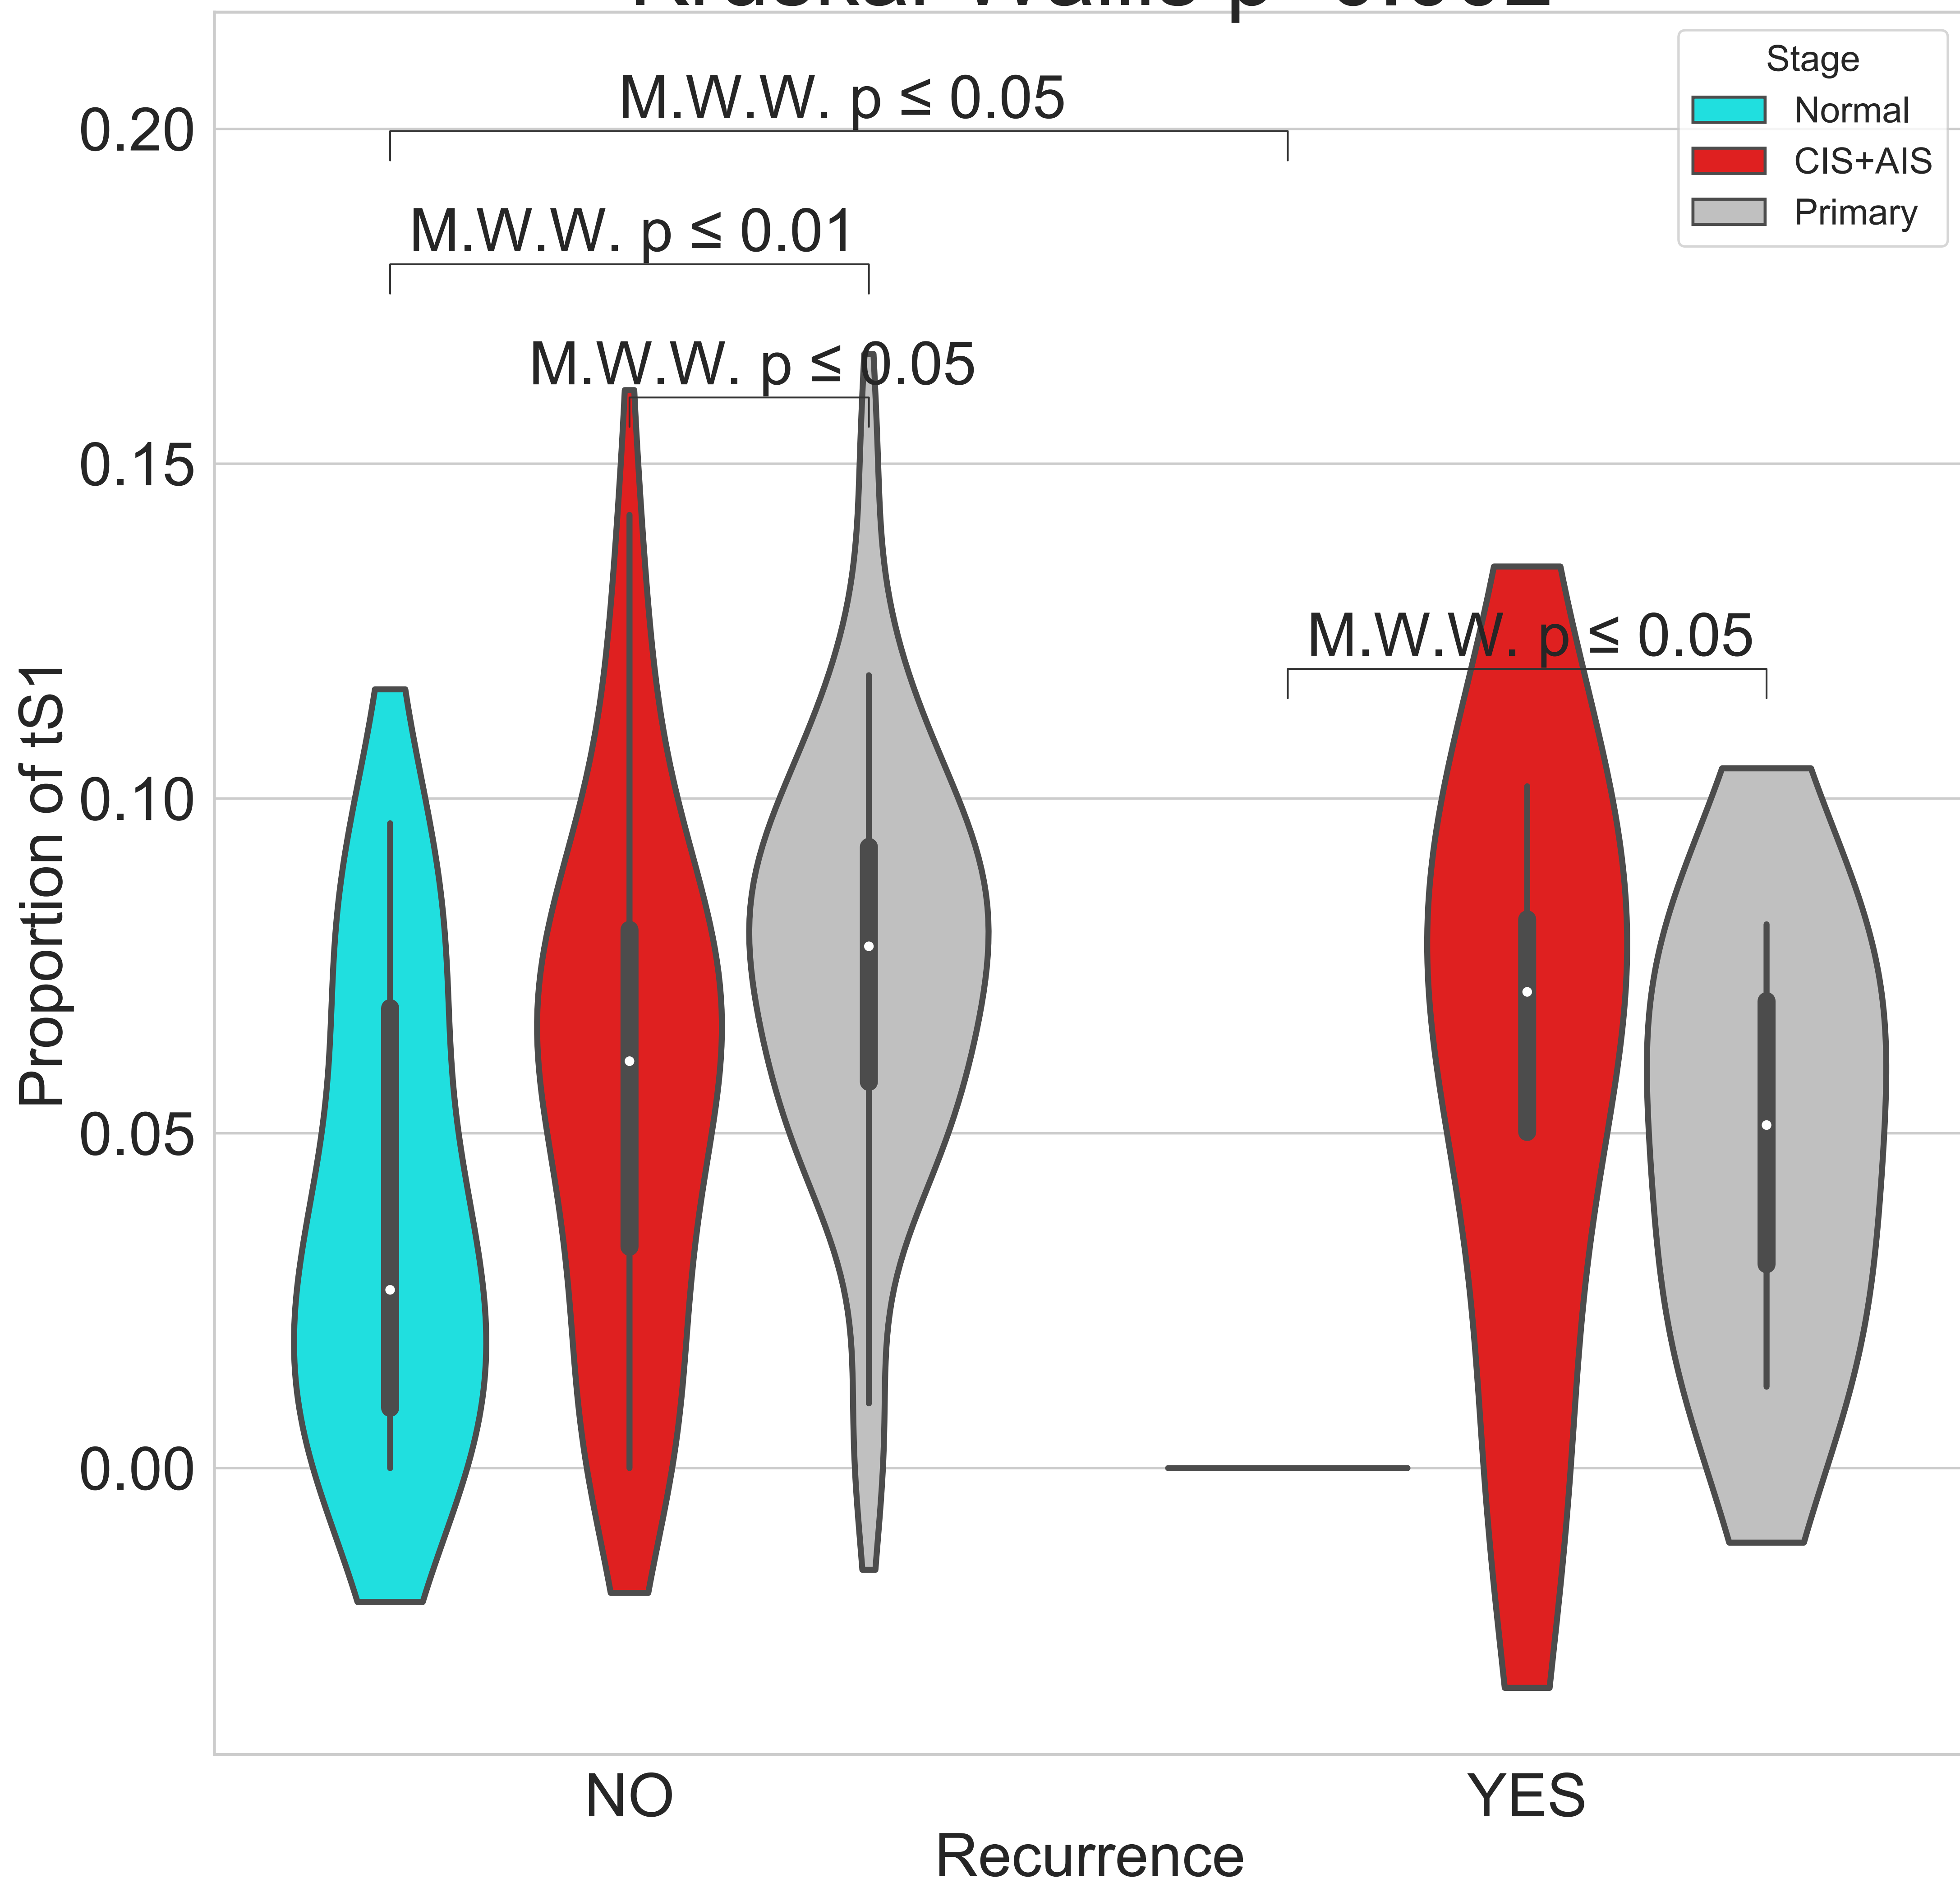 Stage
Normal
CIS+AIS
Primary
M.W.W. p ≤ 0.05
M.W.W. p ≤ 0.01
M.W.W. p ≤ 0.05
M.W.W. p ≤ 0.05
0.20
0.15
0.10
0.05
0.00
Proportion of tS1
NO
YES
Recurrence